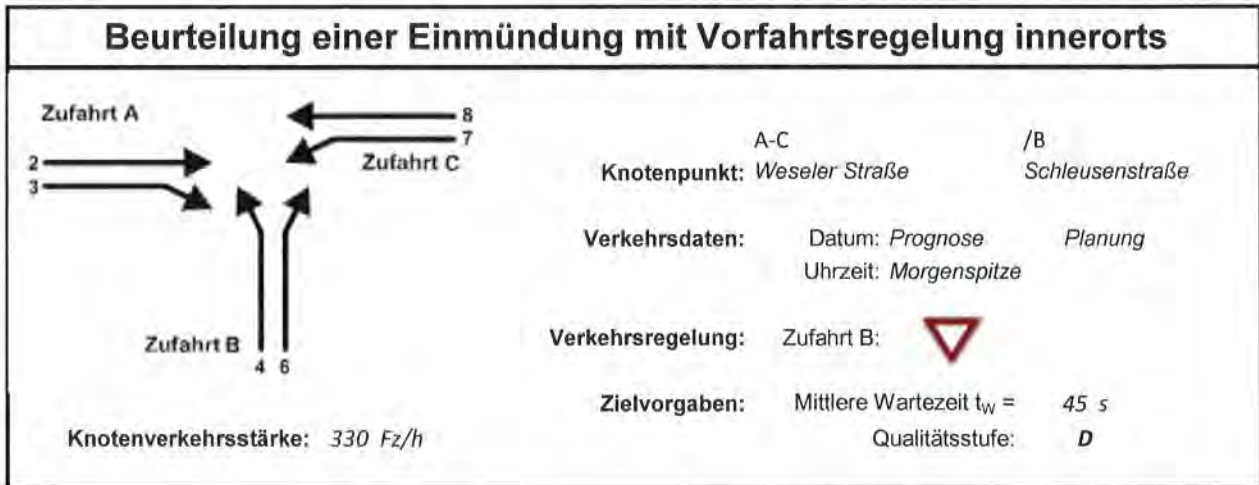 Beurteilung einer Einmündung mit Vorfahrtsregelung innerorts
Zufahrt A
8
7
2
3
Zufahrt C
Zufahrt B
4 6
Knotenverkehrsstärke: 330 Fz/h
A-C /B
Knotenpunkt: Weseler Straße Schleusenstraße
Verkehrsdaten: Datum: Prognose Planung
Uhrzeit: Morgenspitze
Verkehrsregelung: Zufahrt B:
Zielvorgaben: Mittlere Wartezeit tW = 45 s
Qualitätsstufe: D